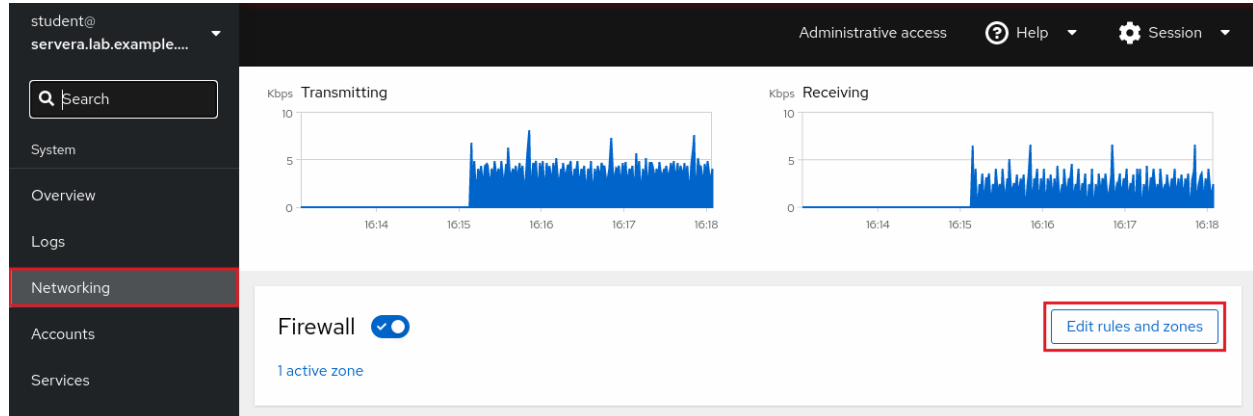 student@
servera.lab.example....
Search
System
Overview
Logs
Networking
Accounts
Services
Administrative access
Help
Session
Kbps Transmitting
10
5
0
16:14 16:15 16:16 16:17 16:18
Kbps Receiving
10
5
0
16:14 16:15 16:16 16:17 16:18
Firewall
Edit rules and zones
1 active zone